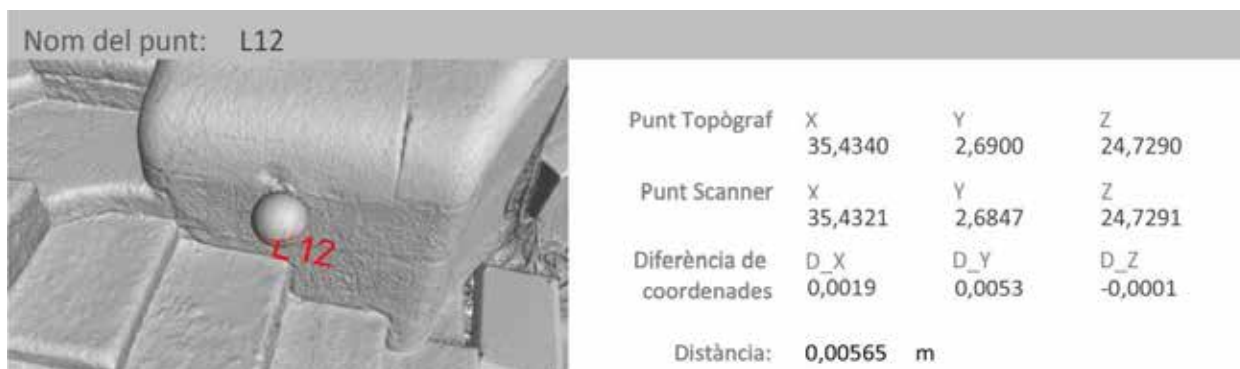 Nom del punt: L12
L12
Punt Topògraf X Y Z
35,4340 2,6900 24,7290
Punt Scanner X Y Z
35,4321 2,6847 24,7291
Diferència de D_X D_Y D_Z
coordenades 0,0019 0,0053 -0,0001
Distància: 0,00565 m